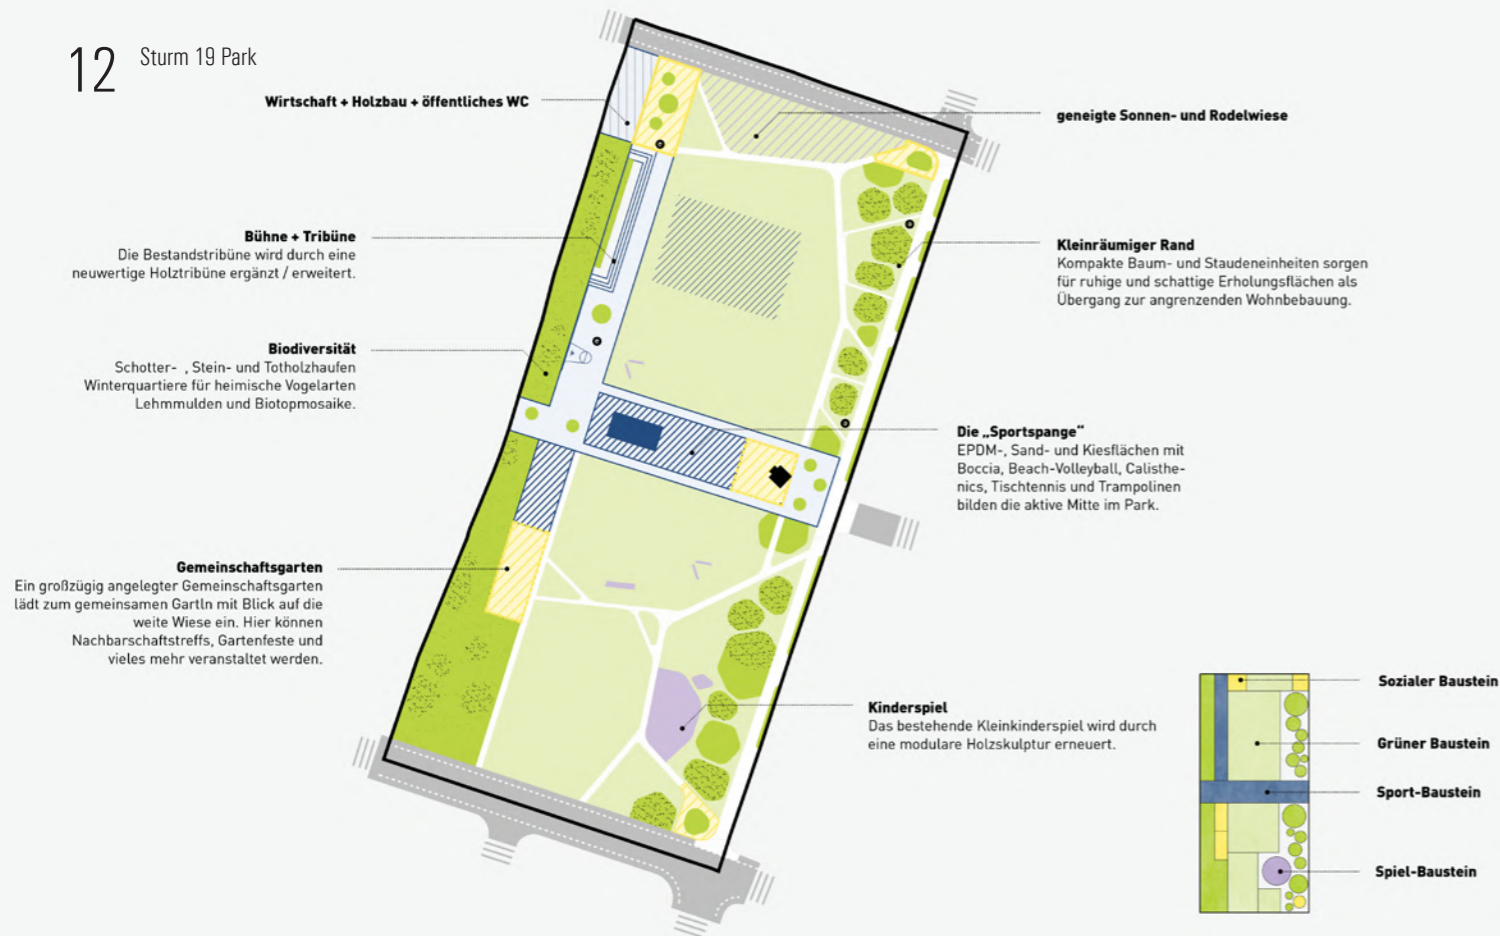 12
Sturm 19 Park
Wirtschaft + Holzbau + öffentliches WC
geneigte Sonnen- und Rodelwiese
Bühne + Tribüne
Die Bestandstribüne wird durch eine
neuwertige Holztribüne ergänzt / erweitert.
Kleinräumiger Rand
Kompakte Baum- und Staudeneinheiten sorgen
für ruhige und schattige Erholungsflächen als
Übergang zur angrenzenden Wohnbebauung.
Biodiversität
Schotter- , Stein- und Totholzhaufen
Winterquartiere für heimische Vogelarten
Lehmmulden und Biotopmosaike.
Die „Sportspange“
EPDM-, Sand- und Kiesflächen mit
Boccia, Beach-Volleyball, Calisthe-
nics, Tischtennis und Trampolinen
bilden die aktive Mitte im Park.
Gemeinschaftsgarten
Ein großzügig angelegter Gemeinschaftsgarten
lädt zum gemeinsamen Gartln mit Blick auf die
weite Wiese ein. Hier können
Nachbarschaftstreffs, Gartenfeste und
vieles mehr veranstaltet werden.
Kinderspiel
Das bestehende Kleinkinderspiel wird durch
eine modulare Holzskulptur erneuert.
Sozialer Baustein
Grüner Baustein
Sport-Baustein
Spiel-Baustein